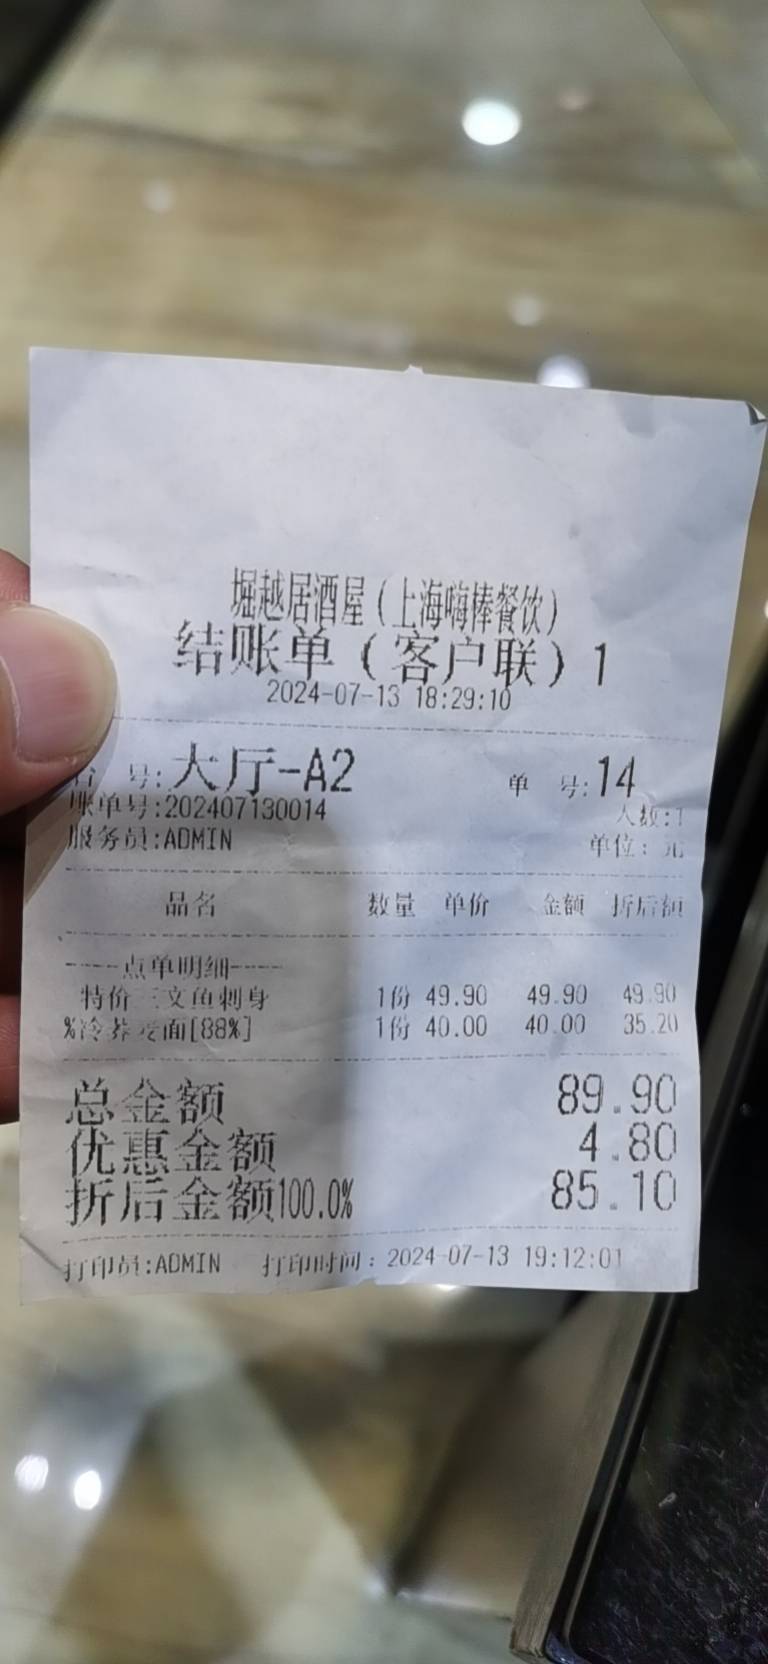 堀越居酒屋（上海嗨棒餐饮）
结账单（客户联）1
2024-07-13 18:29:10
台 号:大厅-A2 单 号:14
账单号:202407130014 人数:1
服务员:ADMIN 单位: 元
品名 数量 单价 金额 折后额
-----点单明细-----
特价三文鱼刺身 1份 49.90 49.90 49.90
%冷荞麦面[88%] 1份 40.00 40.00 35.20
总金额 89.90
优惠金额 4.80
折后金额100.0% 85.10
打印员:ADMIN 打印时间：2024-07-13 19:12:01